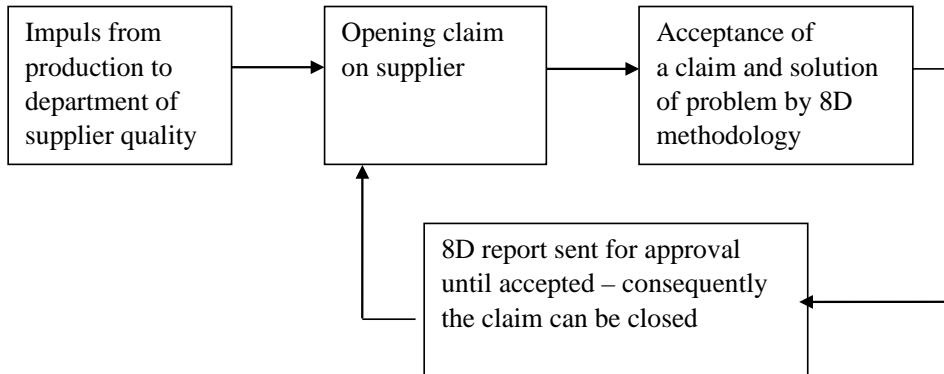 Impuls from
production to
department of
supplier quality
Opening claim
on supplier
Acceptance of
a claim and solution
of problem by 8D
methodology
8D report sent for approval
until accepted – consequently
the claim can be closed